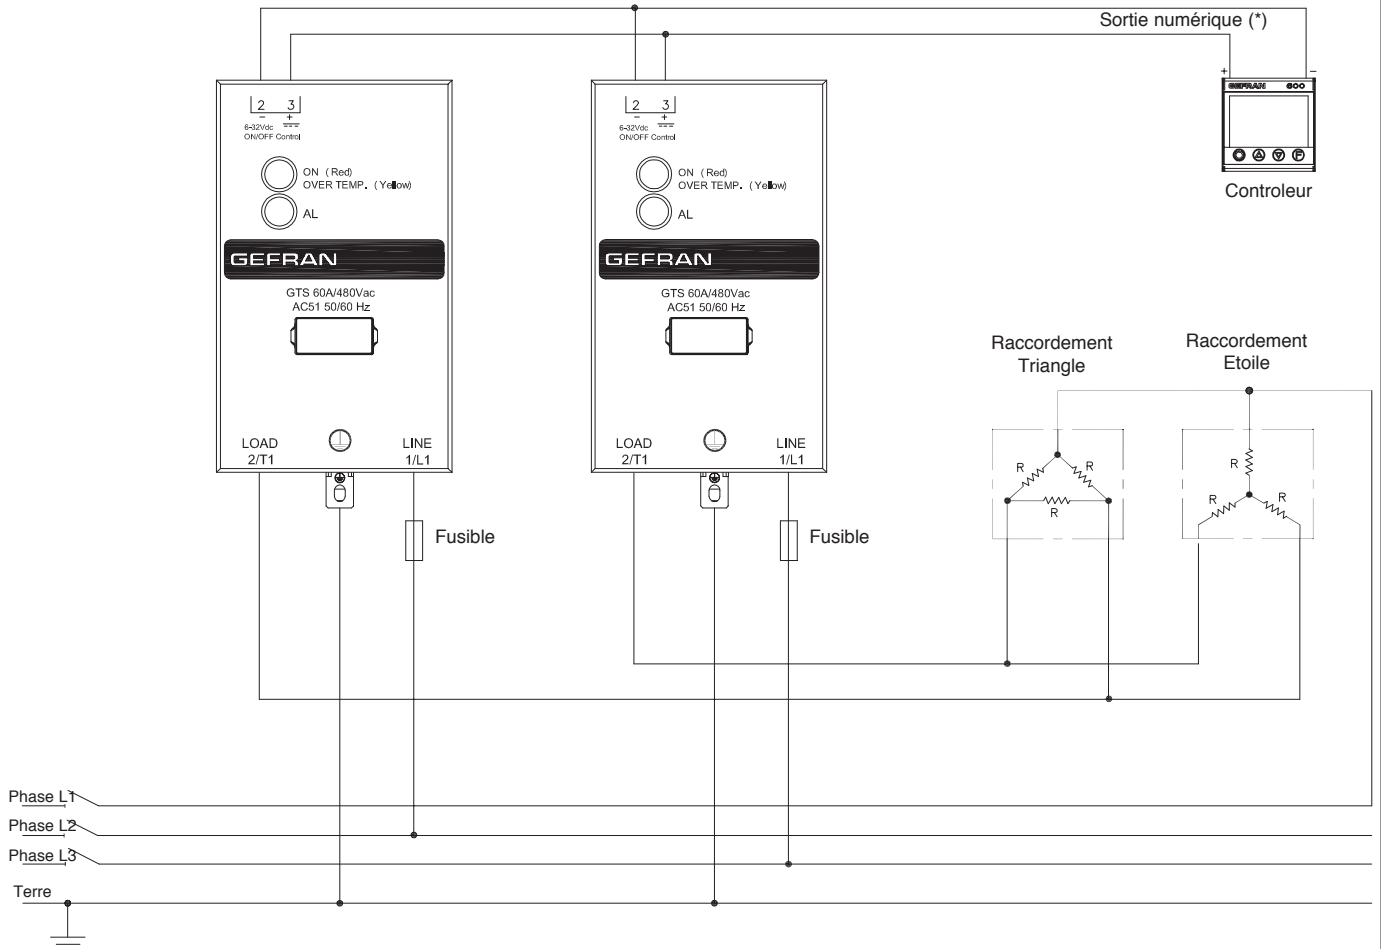 Sortie numérique (*)
+ −
GEFRAN 600
F
Controleur
2 3
− +
6-32Vdc
ON/OFF Control
ON (Red)
OVER TEMP. (Yellow)
AL
GEFRAN
GTS 60A/480Vac
AC51 50/60 Hz
LOAD
2/T1
LINE
1/L1
Fusible
2 3
− +
6-32Vdc
ON/OFF Control
ON (Red)
OVER TEMP. (Yellow)
AL
GEFRAN
GTS 60A/480Vac
AC51 50/60 Hz
LOAD
2/T1
LINE
1/L1
Fusible
Raccordement
Triangle
R R
R
Raccordement
Etoile
R
R R
Phase L1
Phase L2
Phase L3
Terre